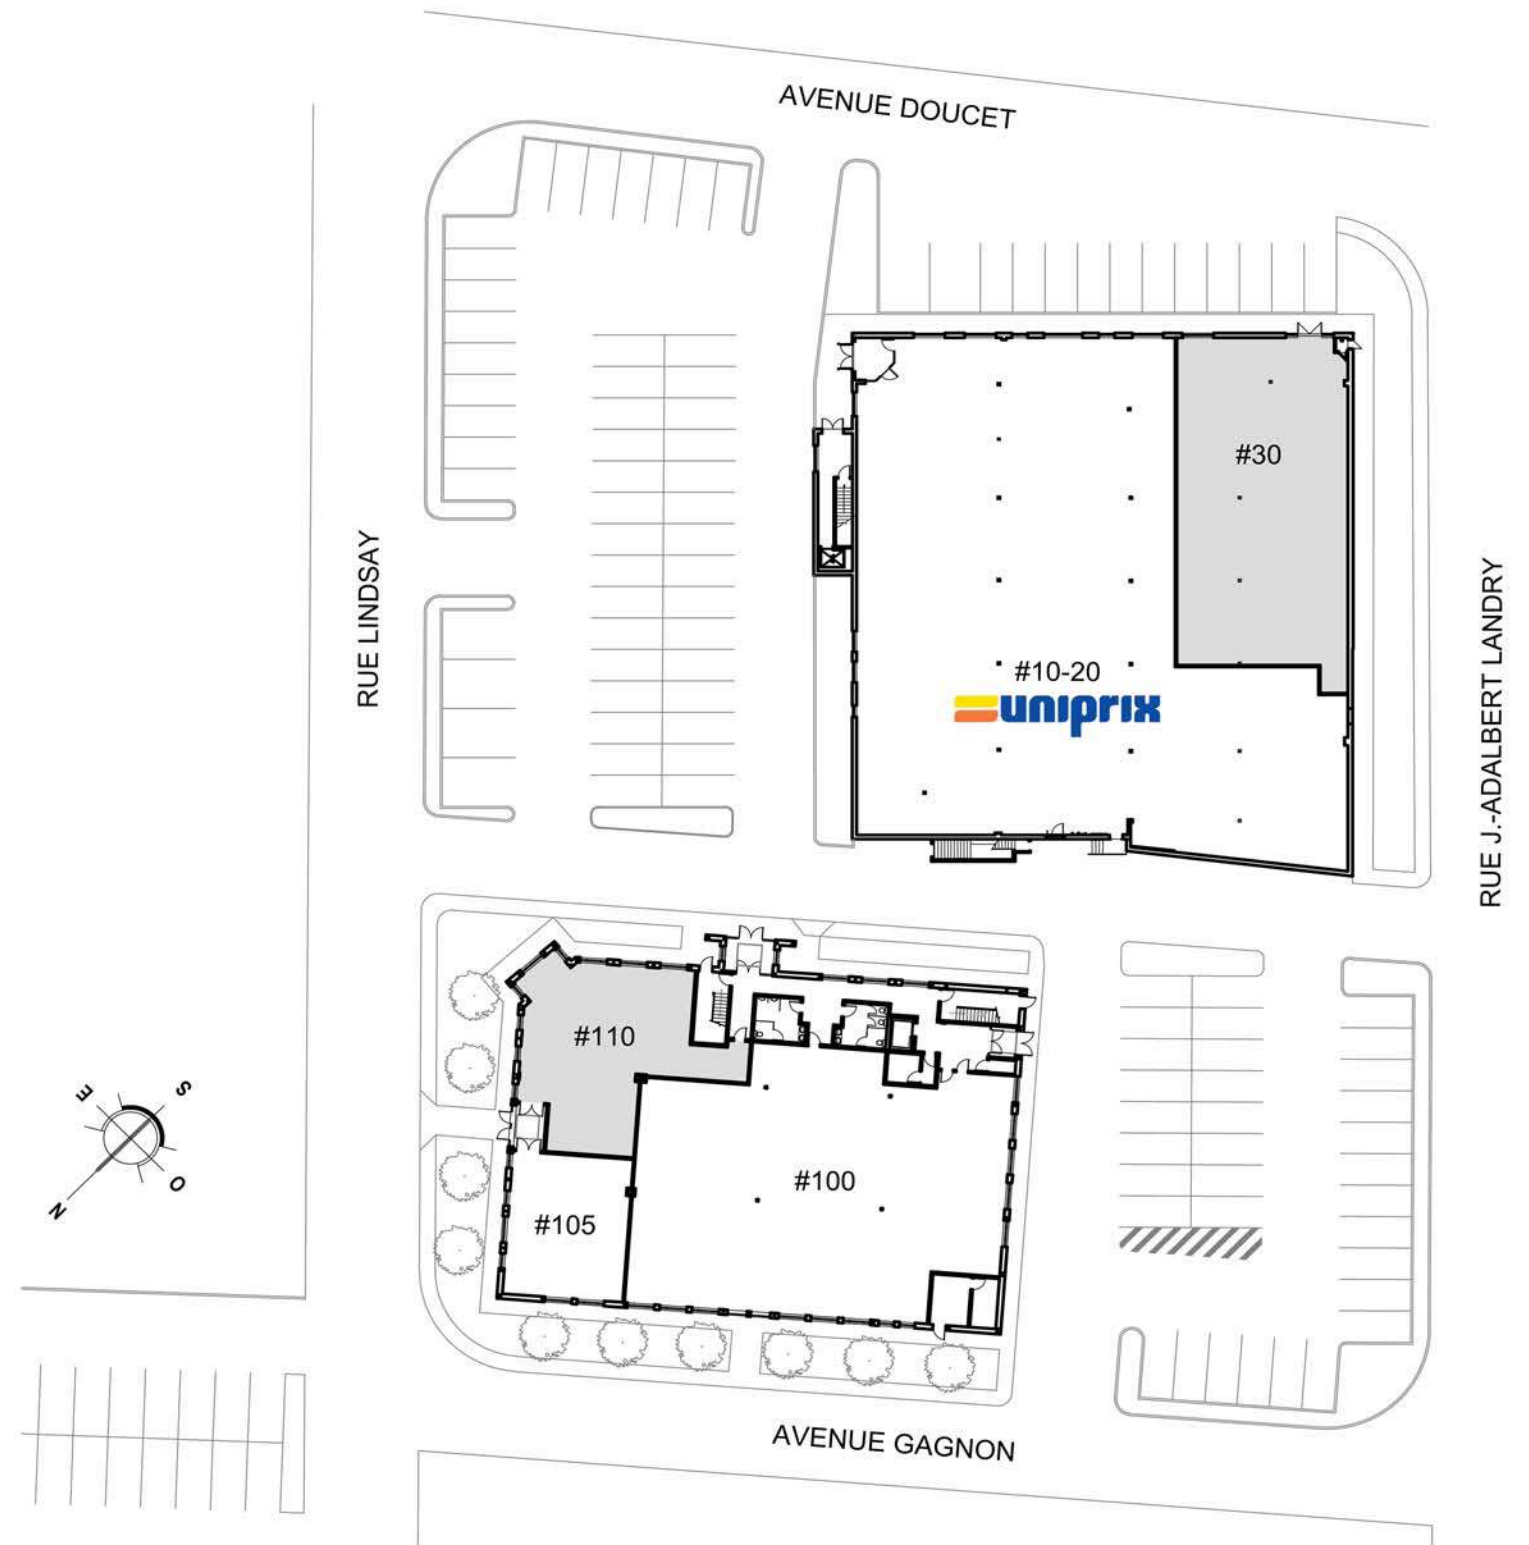 AVENUE DOUCET
#30
RUE LINDSAY
#10-20
uniprix
RUE J.-ADALBERT LANDRY
#110
#100
#105
S
E
O
N
AVENUE GAGNON